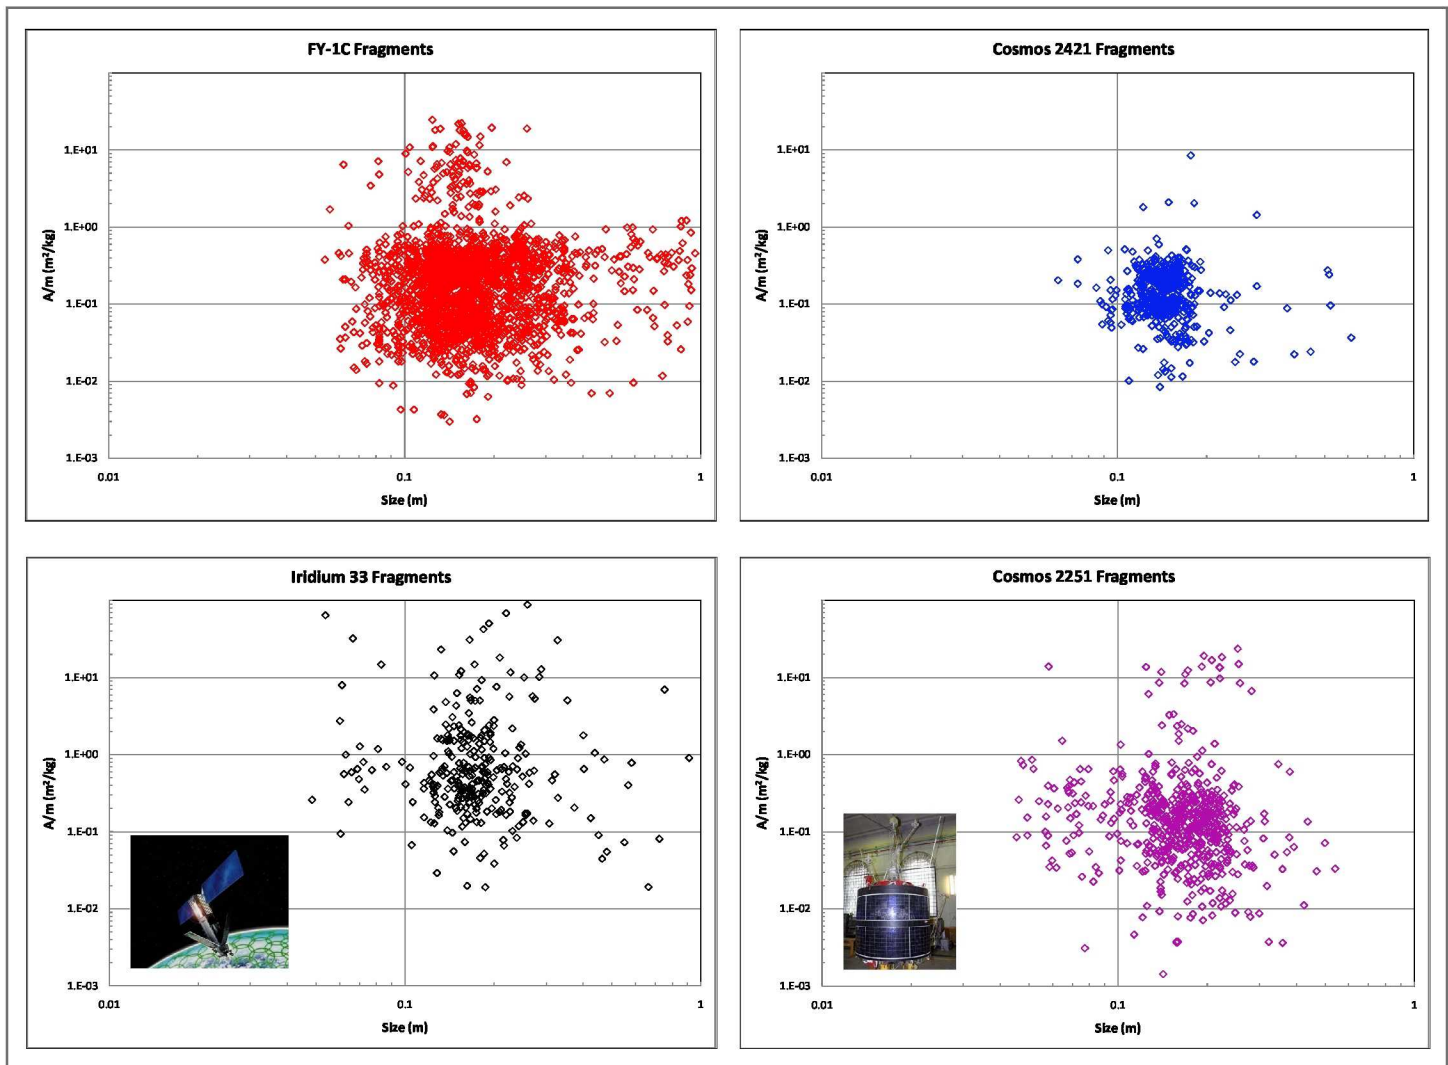 FY-1C Fragments
1.E+01
1.E+00
1.E-01
1.E-02
1.E-03
A/m (m²/kg)
0.01 0.1 1
Size (m)
Cosmos 2421 Fragments
1.E+01
1.E+00
1.E-01
1.E-02
1.E-03
A/m (m²/kg)
0.01 0.1 1
Size (m)
Iridium 33 Fragments
1.E+01
1.E+00
1.E-01
1.E-02
1.E-03
A/m (m²/kg)
0.01 0.1 1
Size (m)
Cosmos 2251 Fragments
1.E+01
1.E+00
1.E-01
1.E-02
1.E-03
A/m (m²/kg)
0.01 0.1 1
Size (m)